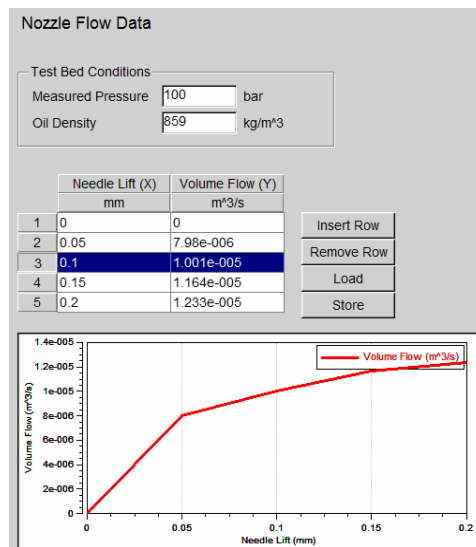 Nozzle Flow Data
Test Bed Conditions
Measured Pressure 100 bar
Oil Density 859 kg/m^3
Needle Lift (X) Volume Flow (Y)
mm m^3/s
1 0 0
2 0.05 7.98e-006
3 0.1 1.001e-005
4 0.15 1.164e-005
5 0.2 1.233e-005
Insert Row
Remove Row
Load
Store
1.4e-005
1.2e-005
1e-005
8e-006
6e-006
4e-006
2e-006
0
Volume Flow (m^3/s)
Volume Flow (m^3/s)
0 0.05 0.1 0.15 0.2
Needle Lift (mm)